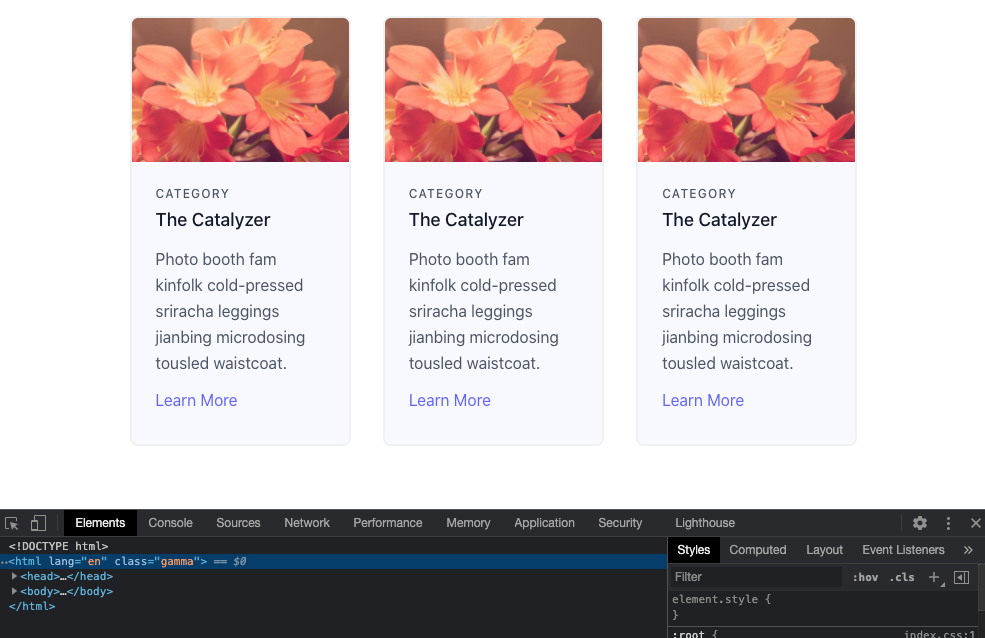 CATEGORY
The Catalyzer
Photo booth fam
kinfolk cold-pressed
sriracha leggings
jianbing microdosing
tousled waistcoat.
Learn More
CATEGORY
The Catalyzer
Photo booth fam
kinfolk cold-pressed
sriracha leggings
jianbing microdosing
tousled waistcoat.
Learn More
CATEGORY
The Catalyzer
Photo booth fam
kinfolk cold-pressed
sriracha leggings
jianbing microdosing
tousled waistcoat.
Learn More
Elements Console Sources Network Performance Memory Application Security Lighthouse
<!DOCTYPE html>
<html lang="en" class="gamma"> == $0
<head>…</head>
<body>…</body>
</html>
Styles Computed Layout Event Listeners »
Filter :hov .cls +
element.style {
}
:root { index.css:1